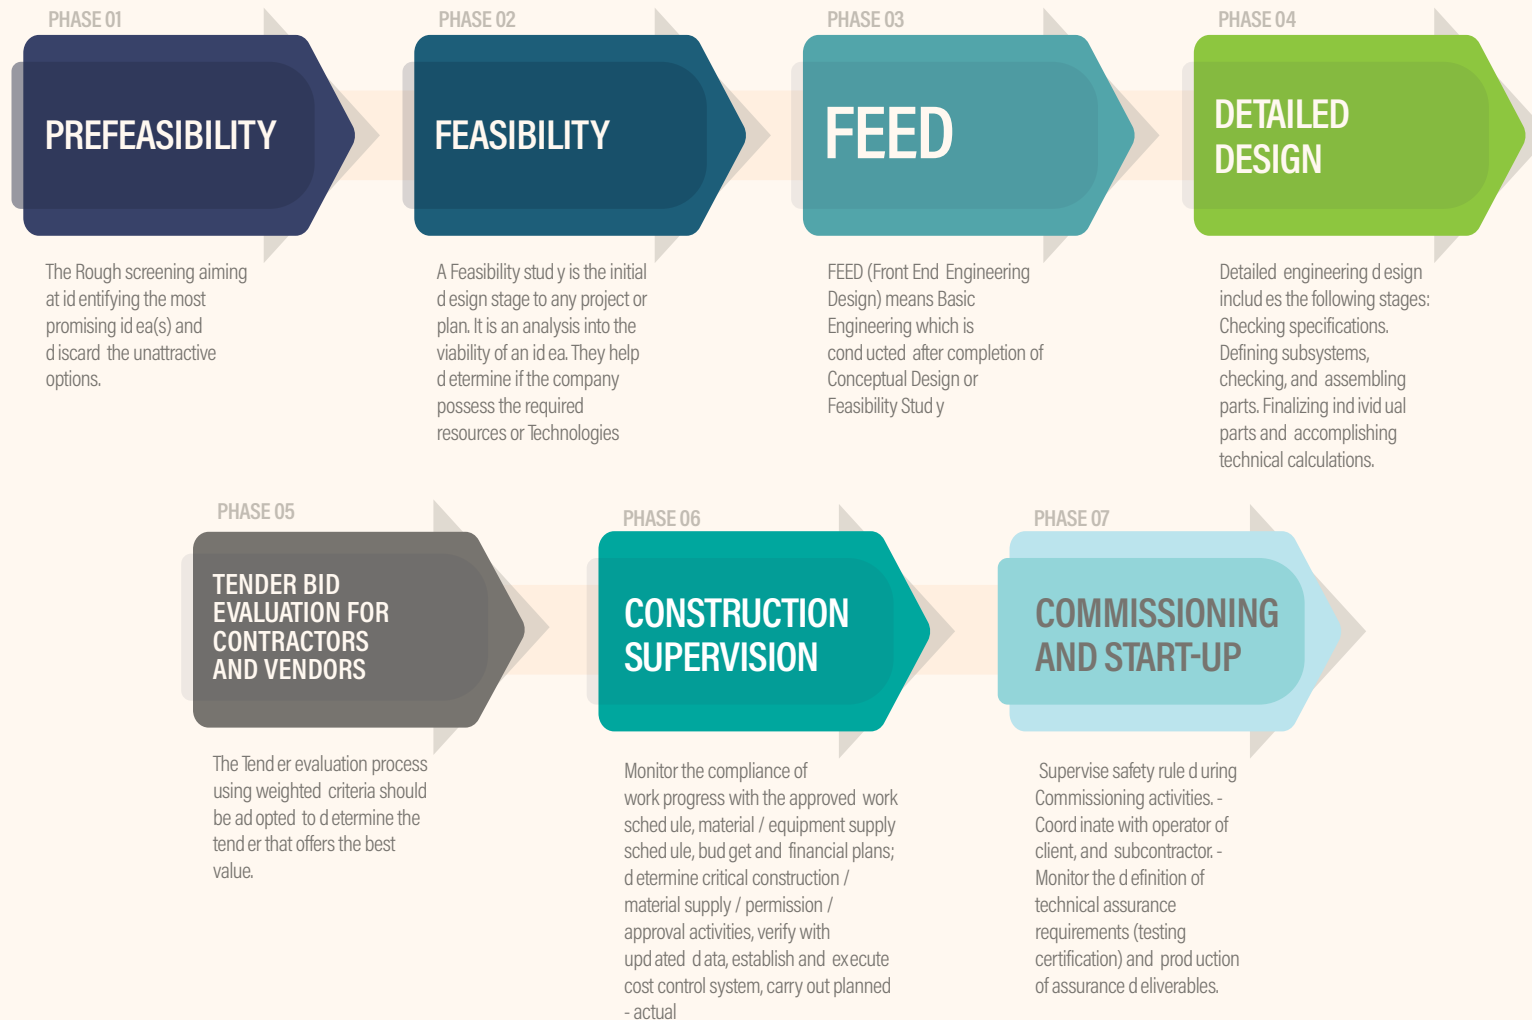 PHASE 01
PREFEASIBILITY
The Rough screening aiming
at id entifying the most
promising id ea(s) and
d iscard the unattractive
options.
PHASE 02
FEASIBILITY
A Feasibility stud y is the initial
d esign stage to any project or
plan. It is an analysis into the
viability of an id ea. They help
d etermine if the company
possess the required
resources or Technologies
PHASE 03
FEED
FEED (Front End Engineering
Design) means Basic
Engineering which is
cond ucted after completion of
Conceptual Design or
Feasibility Stud y
PHASE 04
DETAILED
DESIGN
Detailed engineering d esign
includ es the following stages:
Checking specifications.
Defining subsystems,
checking, and assembling
parts. Finalizing ind ivid ual
parts and accomplishing
technical calculations.
PHASE 05
TENDER BID
EVALUATION FOR
CONTRACTORS
AND VENDORS
The Tend er evaluation process
using weighted criteria should
be ad opted to d etermine the
tend er that offers the best
value.
PHASE 06
CONSTRUCTION
SUPERVISION
Monitor the compliance of
work progress with the approved work
sched ule, material / equipment supply
sched ule, bud get and financial plans;
d etermine critical construction /
material supply / permission /
approval activities, verify with
upd ated d ata, establish and execute
cost control system, carry out planned
- actual
PHASE 07
COMMISSIONING
AND START-UP
Supervise safety rule d uring
Commissioning activities. -
Coord inate with operator of
client, and subcontractor. -
Monitor the d efinition of
technical assurance
requirements (testing
certification) and prod uction
of assurance d eliverables.